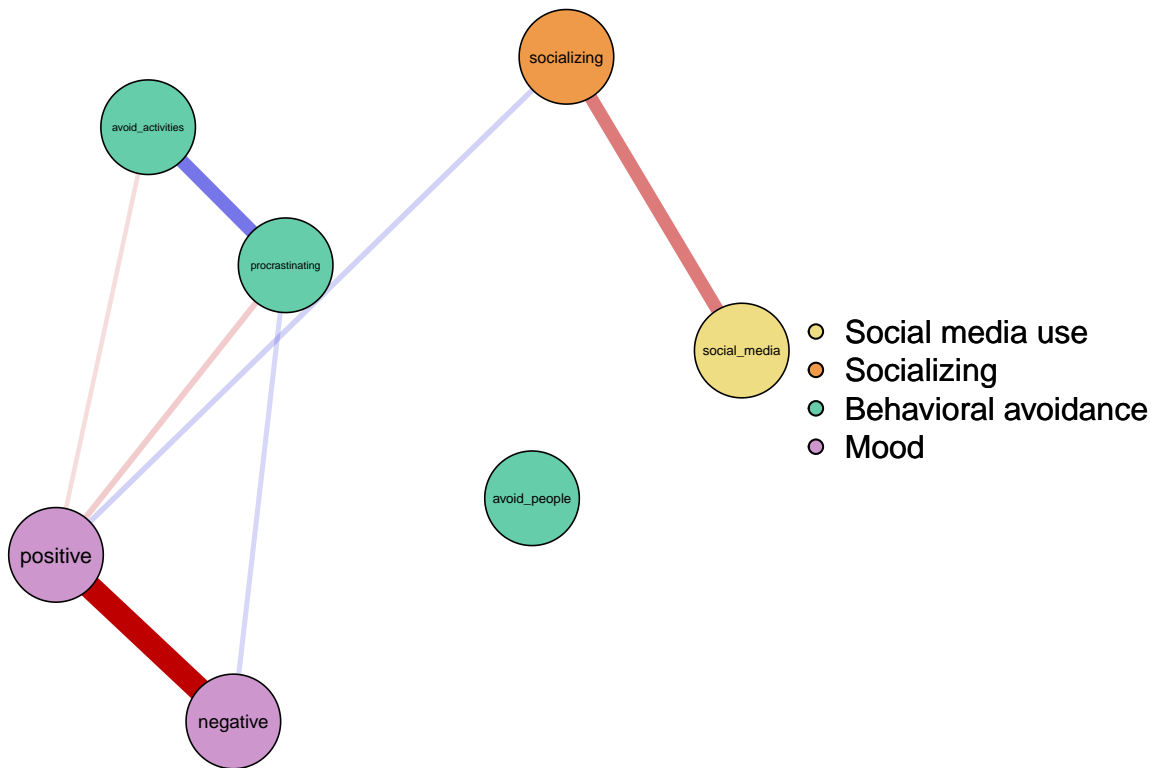 socializing
avoid_activities
procrastinating
social_media
Social media use
Socializing
Behavioral avoidance
Mood
avoid_people
positive
negative